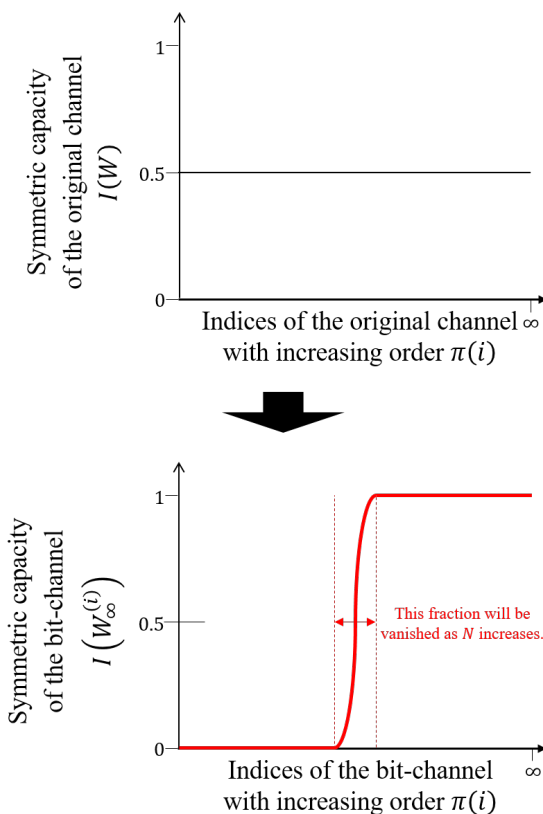 Symmetric capacity
of the original channel
I(W)
1
0.5
0
Indices of the original channel ∞
with increasing order π(i)
Symmetric capacity
of the bit-channel
I(W_∞^{(i)})
1
0.5
0
This fraction will be
vanished as N increases.
Indices of the bit-channel ∞
with increasing order π(i)